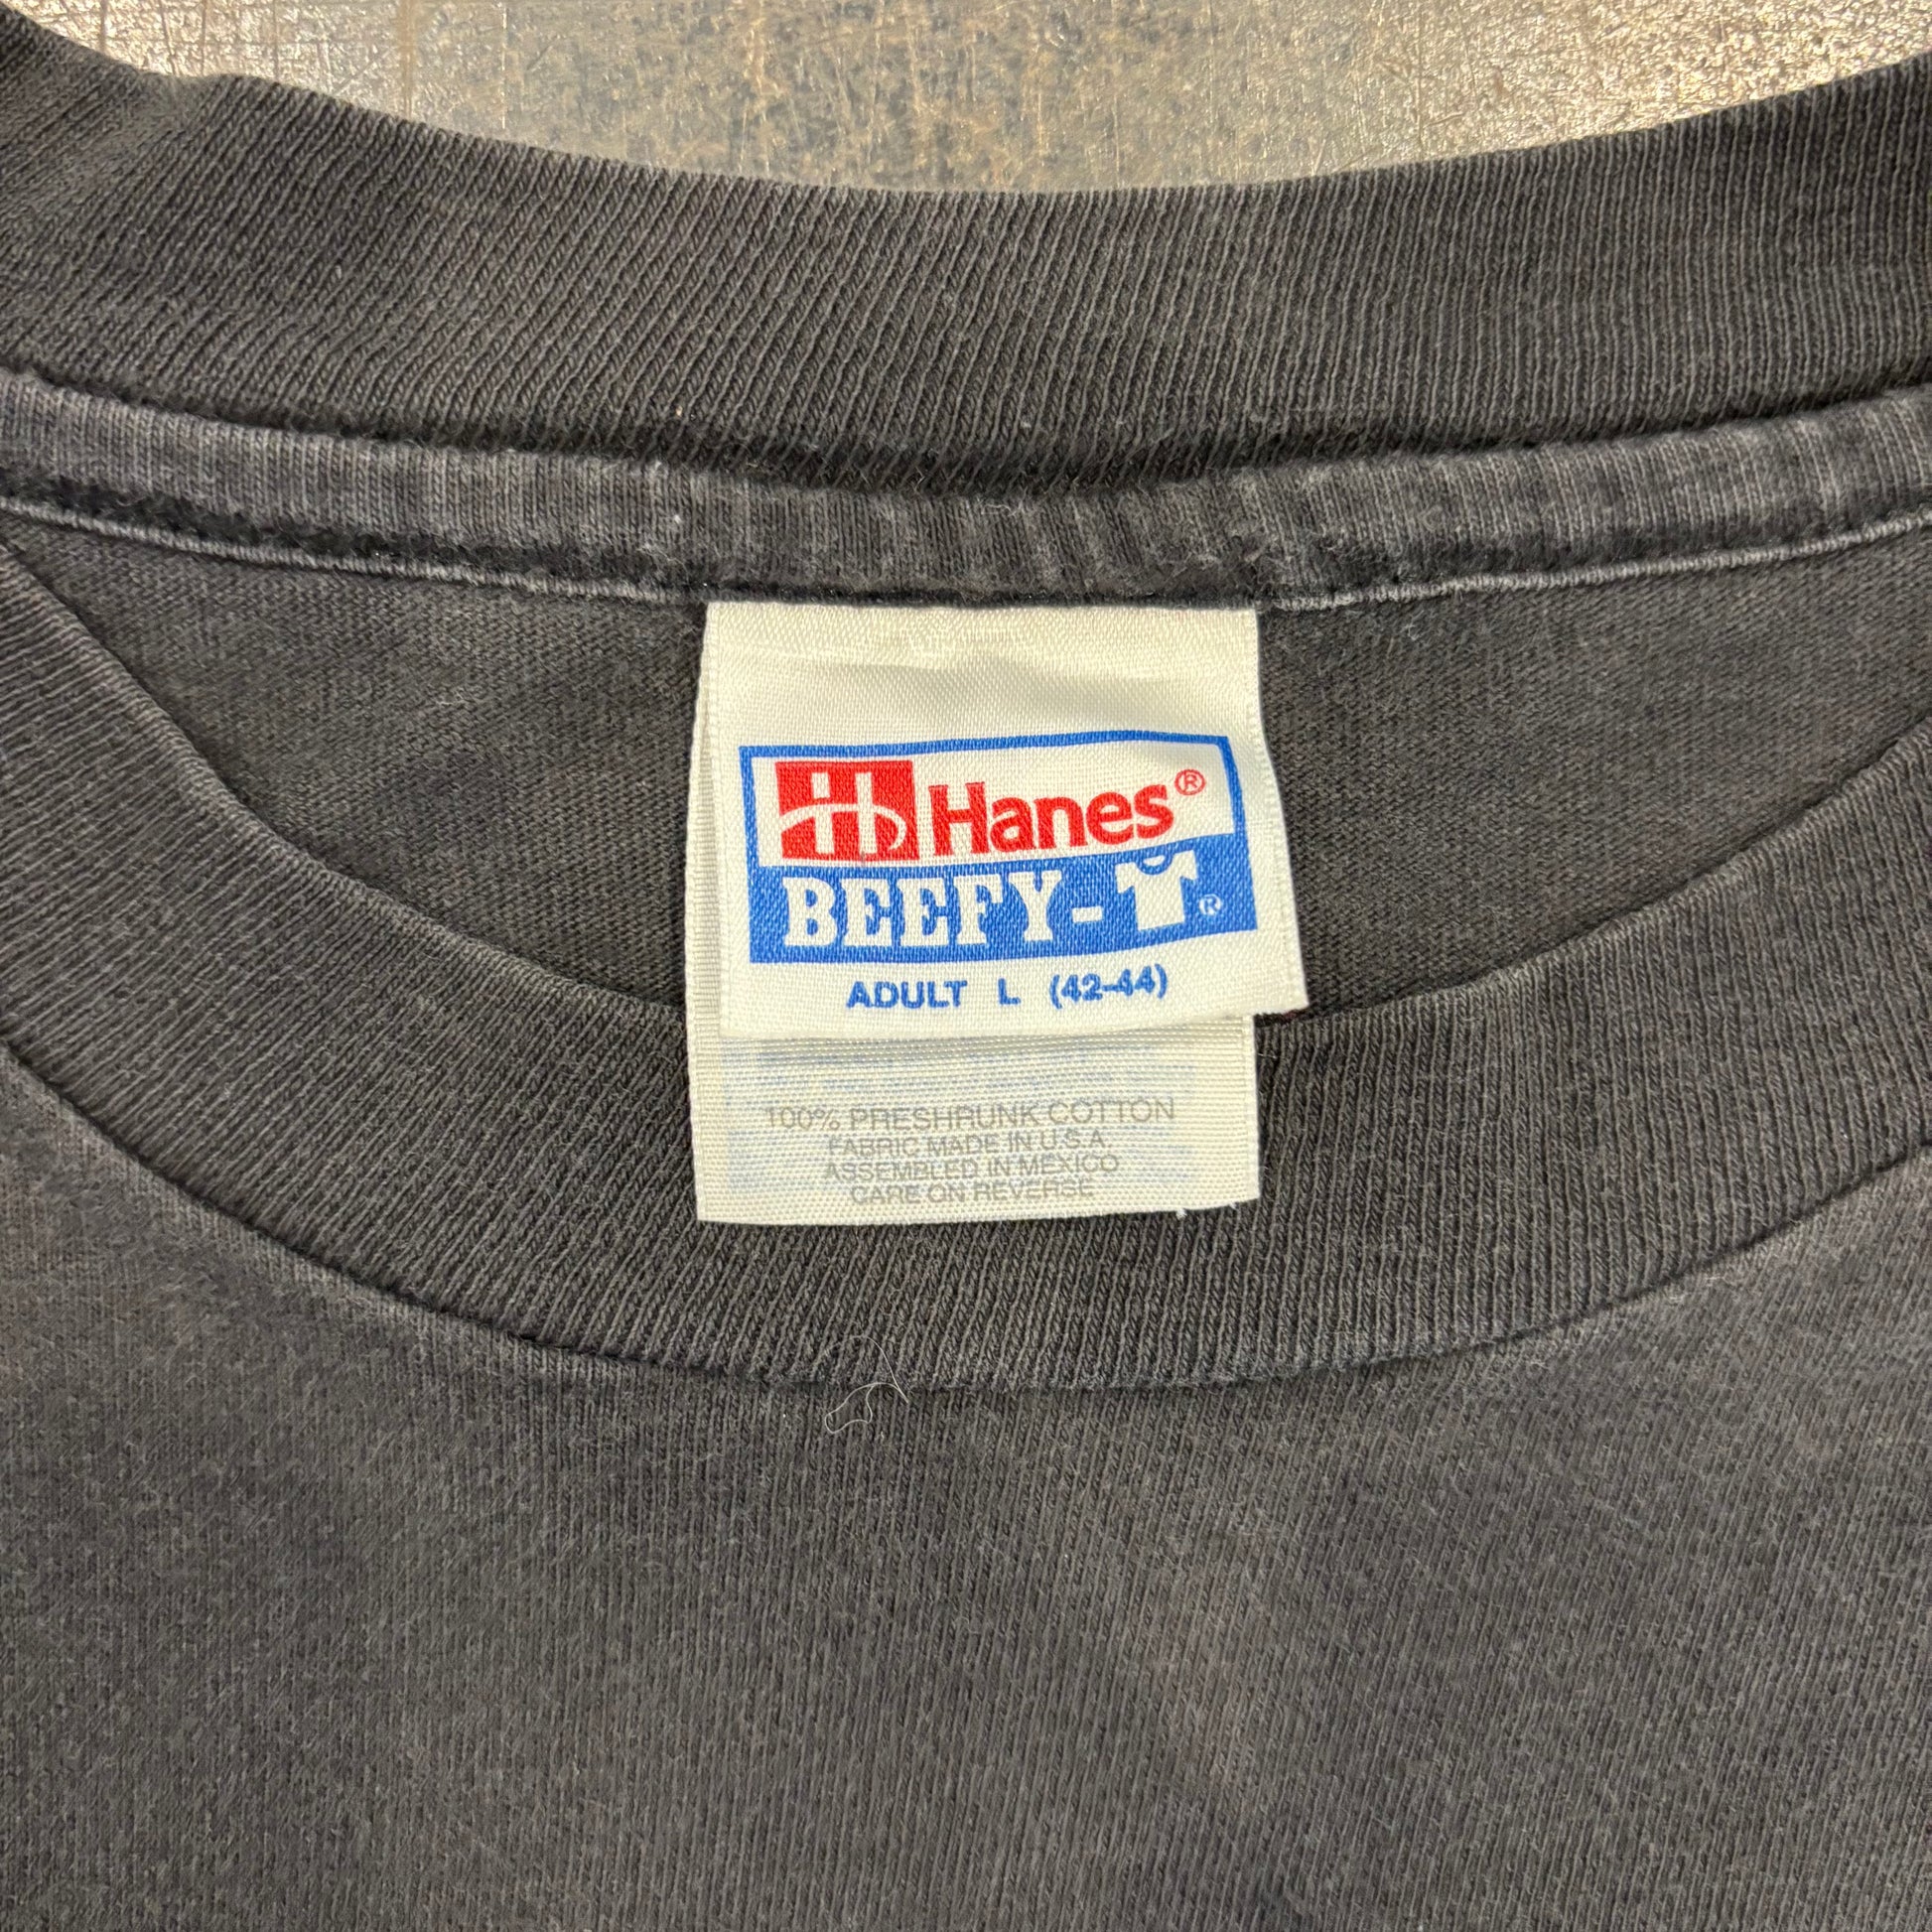 Hanes®
BEEFY-T®
ADULT L (42-44)
100% PRESHRUNK COTTON
FABRIC MADE IN U.S.A.
ASSEMBLED IN MEXICO
CARE ON REVERSE